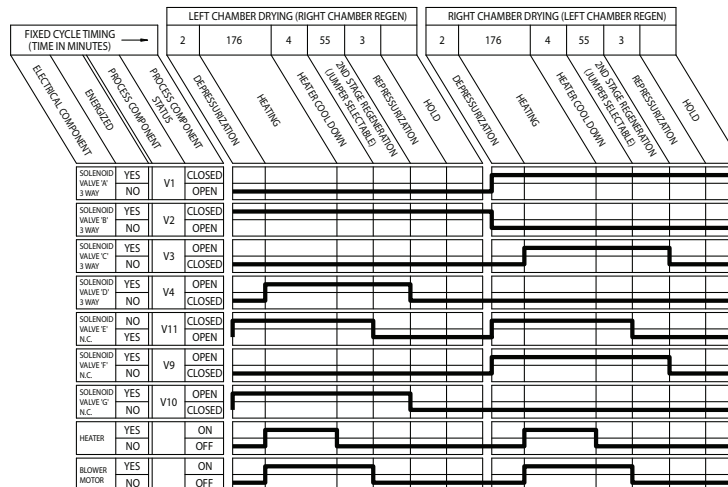 LEFT CHAMBER DRYING (RIGHT CHAMBER REGEN)
RIGHT CHAMBER DRYING (LEFT CHAMBER REGEN)
FIXED CYCLE TIMING
(TIME IN MINUTES)
2 176 4 55 3
2 176 4 55 3
ELECTRICAL COMPONENT
ENERGIZED
PROCESS COMPONENT
PROCESS COMPONENT
STATUS
DEPRESSURIZATION
HEATING
HEATER COOL DOWN
2ND STAGE REGENERATION
(JUMPER SELECTABLE)
REPRESSURIZATION
HOLD
DEPRESSURIZATION
HEATING
HEATER COOL DOWN
2ND STAGE REGENERATION
(JUMPER SELECTABLE)
REPRESSURIZATION
HOLD
SOLENOID
VALVE 'A'
3 WAY
YES
NO
V1
CLOSED
OPEN
SOLENOID
VALVE 'B'
3 WAY
YES
NO
V2
CLOSED
OPEN
SOLENOID
VALVE 'C'
3 WAY
YES
NO
V3
OPEN
CLOSED
SOLENOID
VALVE 'D'
3 WAY
YES
NO
V4
OPEN
CLOSED
SOLENOID
VALVE 'E'
N.C.
NO
YES
V11
CLOSED
OPEN
SOLENOID
VALVE 'F'
N.C.
YES
NO
V9
OPEN
CLOSED
SOLENOID
VALVE 'G'
N.C.
YES
NO
V10
OPEN
CLOSED
HEATER
YES
NO
ON
OFF
BLOWER
MOTOR
YES
NO
ON
OFF